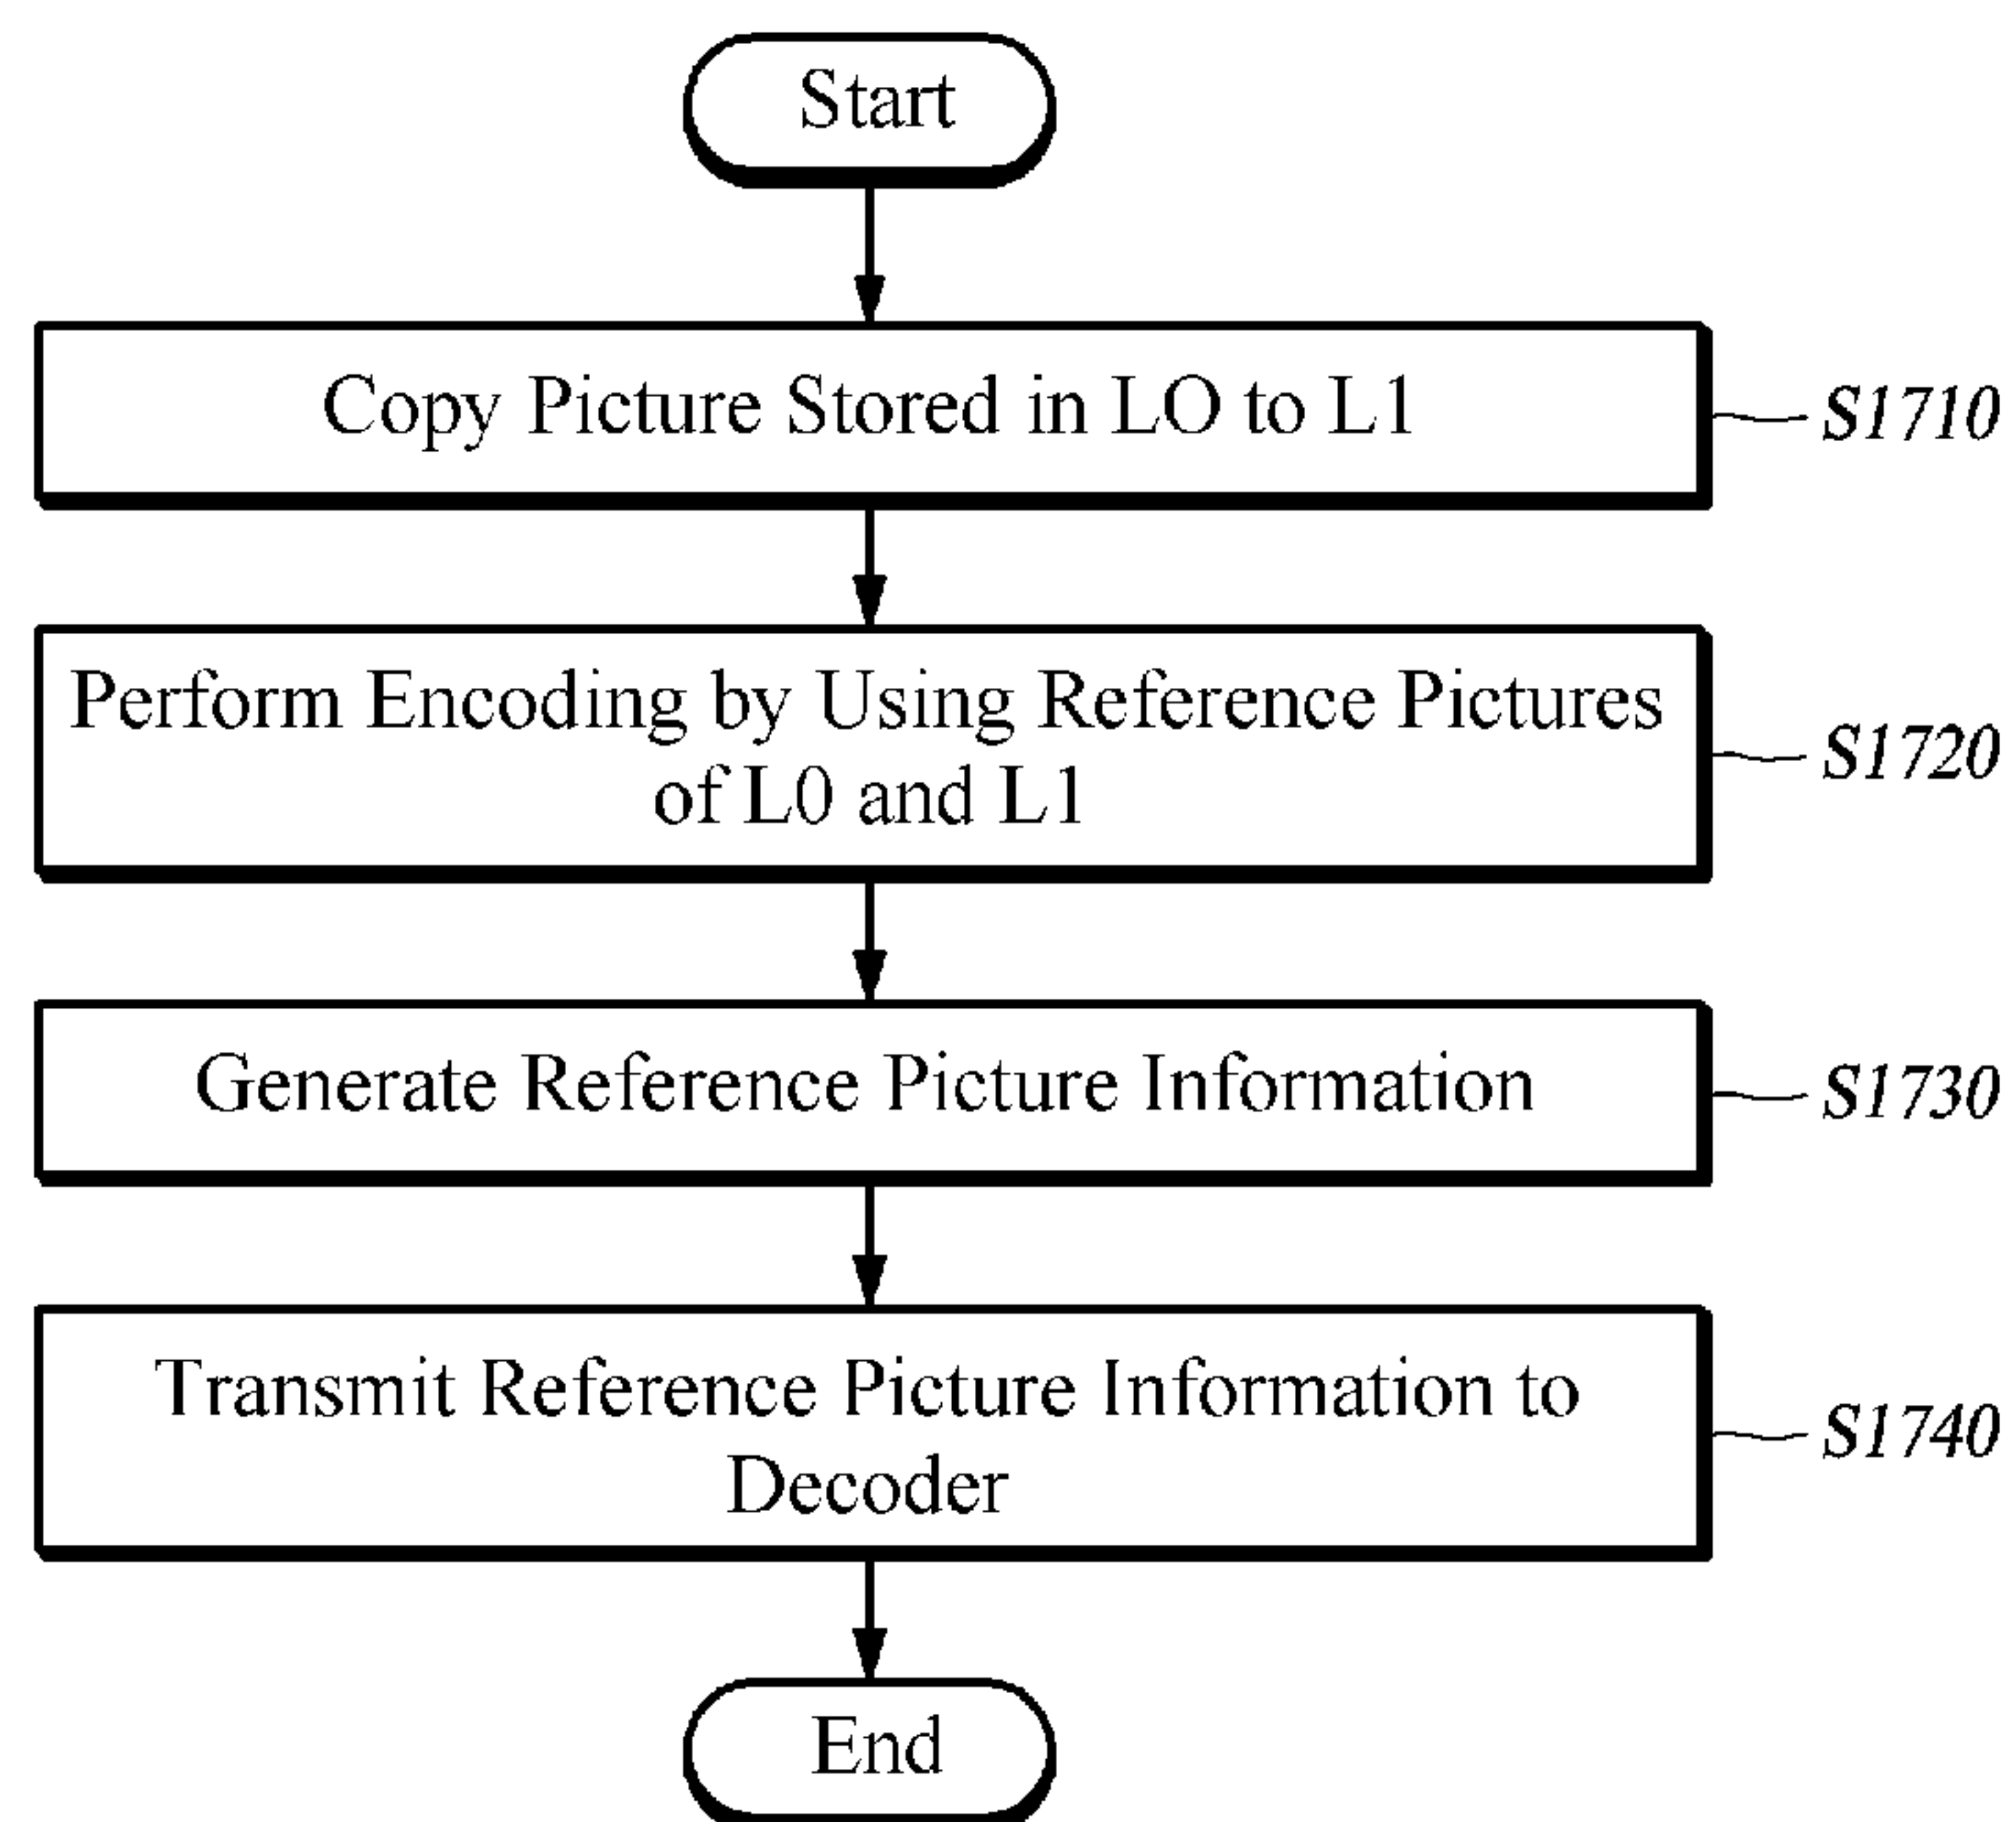 Start
Copy Picture Stored in LO to L1
S1710
Perform Encoding by Using Reference Pictures
of L0 and L1
S1720
Generate Reference Picture Information
S1730
Transmit Reference Picture Information to
Decoder
S1740
End